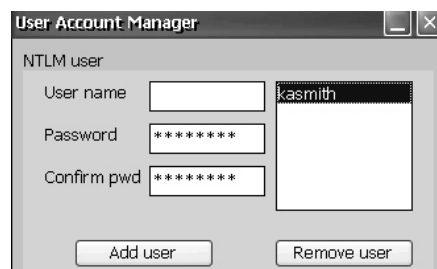 User Account Manager
NTLM user
User name
kasmith
Password ********
Confirm pwd ********
Add user Remove user